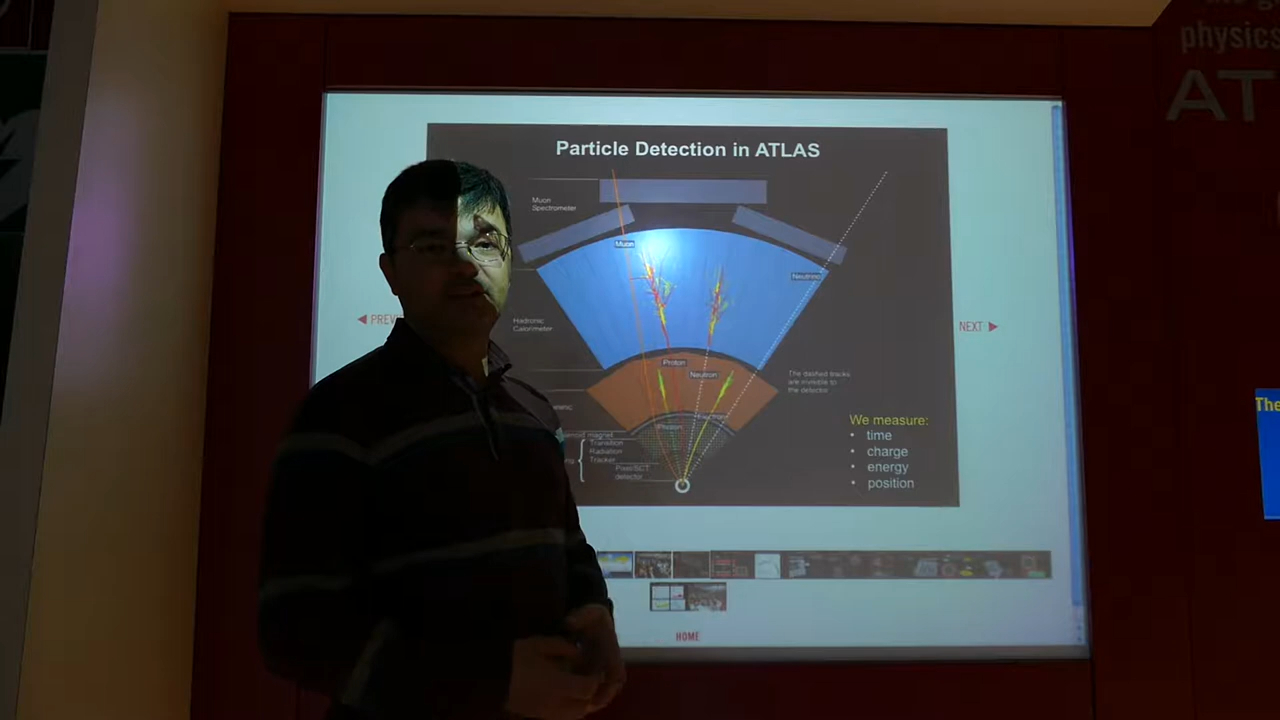 the g
physics
AT
Particle Detection in ATLAS
Muon
Spectrometer
Muon
Neutrino
◀ PREV
NEXT ▶
Hadronic
Calorimeter
Proton
Neutron
The dashed tracks
are invisible to
the detector
The
Photon
Electron
We measure:
• time
• charge
• energy
• position
magnet
Transition
Radiation
Tracker
Pixel/SCT
detector
HOME